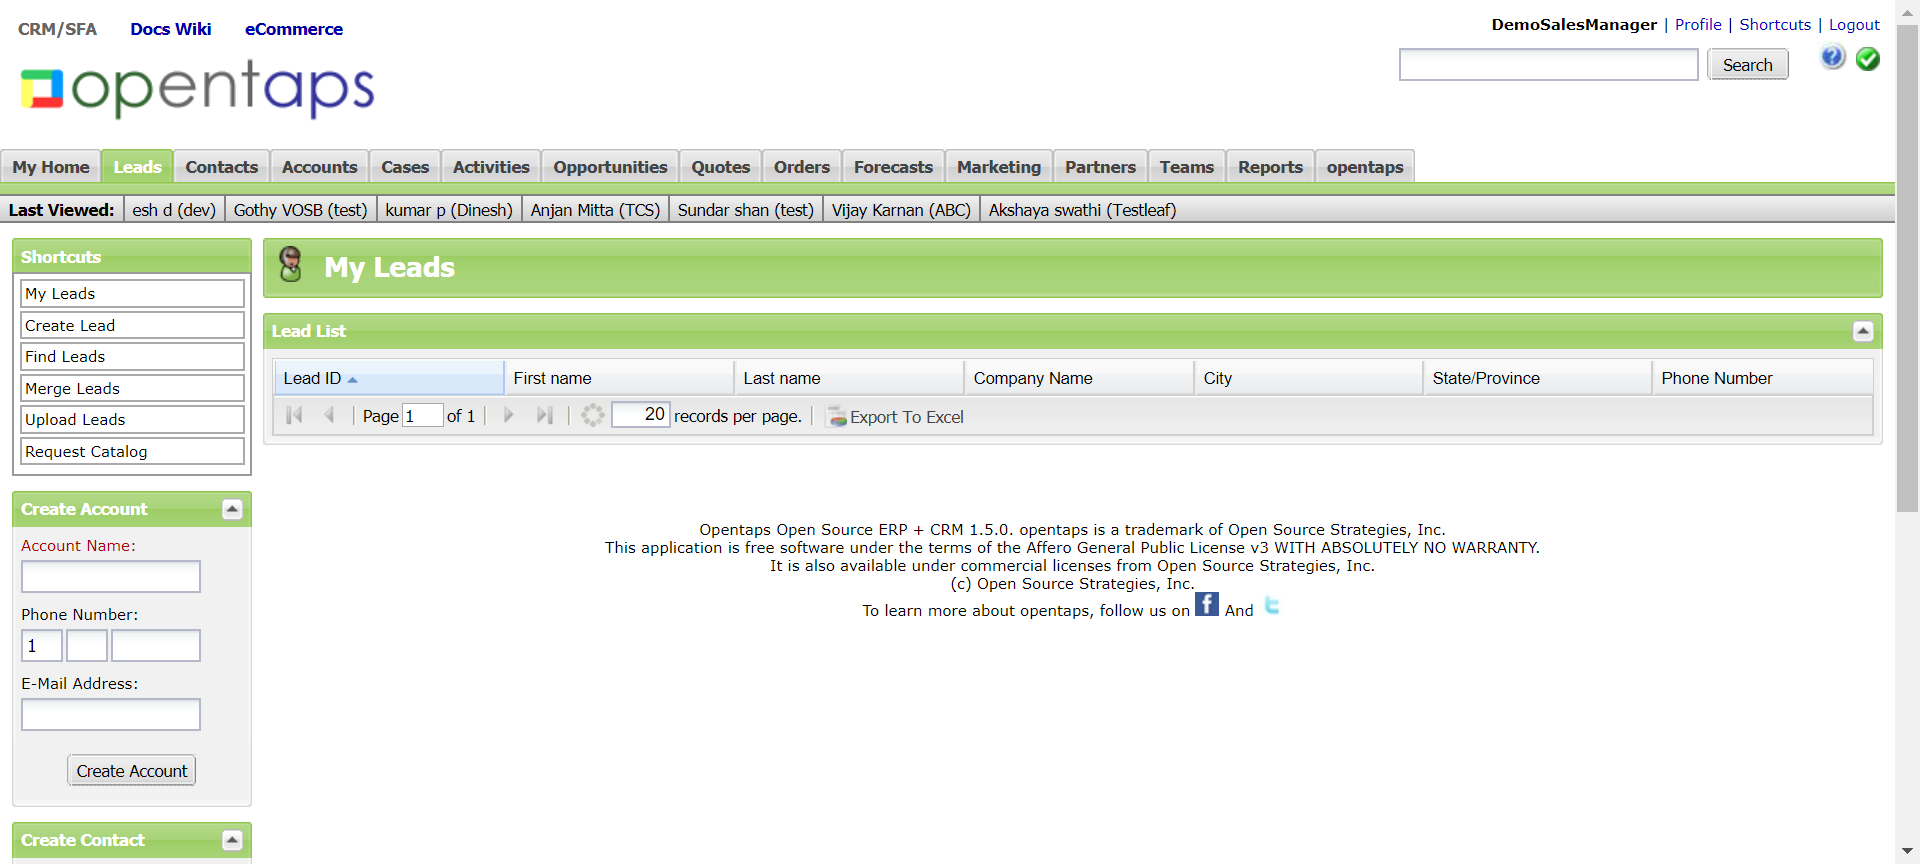 CRM/SFA Docs Wiki eCommerce
DemoSalesManager | Profile | Shortcuts | Logout
opentaps
Search
My Home Leads Contacts Accounts Cases Activities Opportunities Quotes Orders Forecasts Marketing Partners Teams Reports opentaps
Last Viewed: esh d (dev) Gothy VOSB (test) kumar p (Dinesh) Anjan Mitta (TCS) Sundar shan (test) Vijay Karnan (ABC) Akshaya swathi (Testleaf)
Shortcuts
My Leads
Create Lead
Find Leads
Merge Leads
Upload Leads
Request Catalog
Create Account
Account Name:
Phone Number:
1
E-Mail Address:
Create Account
Create Contact
My Leads
Lead List
Lead ID First name Last name Company Name City State/Province Phone Number
Page 1 of 1 20 records per page. Export To Excel
Opentaps Open Source ERP + CRM 1.5.0. opentaps is a trademark of Open Source Strategies, Inc.
This application is free software under the terms of the Affero General Public License v3 WITH ABSOLUTELY NO WARRANTY.
It is also available under commercial licenses from Open Source Strategies, Inc.
(c) Open Source Strategies, Inc.
To learn more about opentaps, follow us on f And t